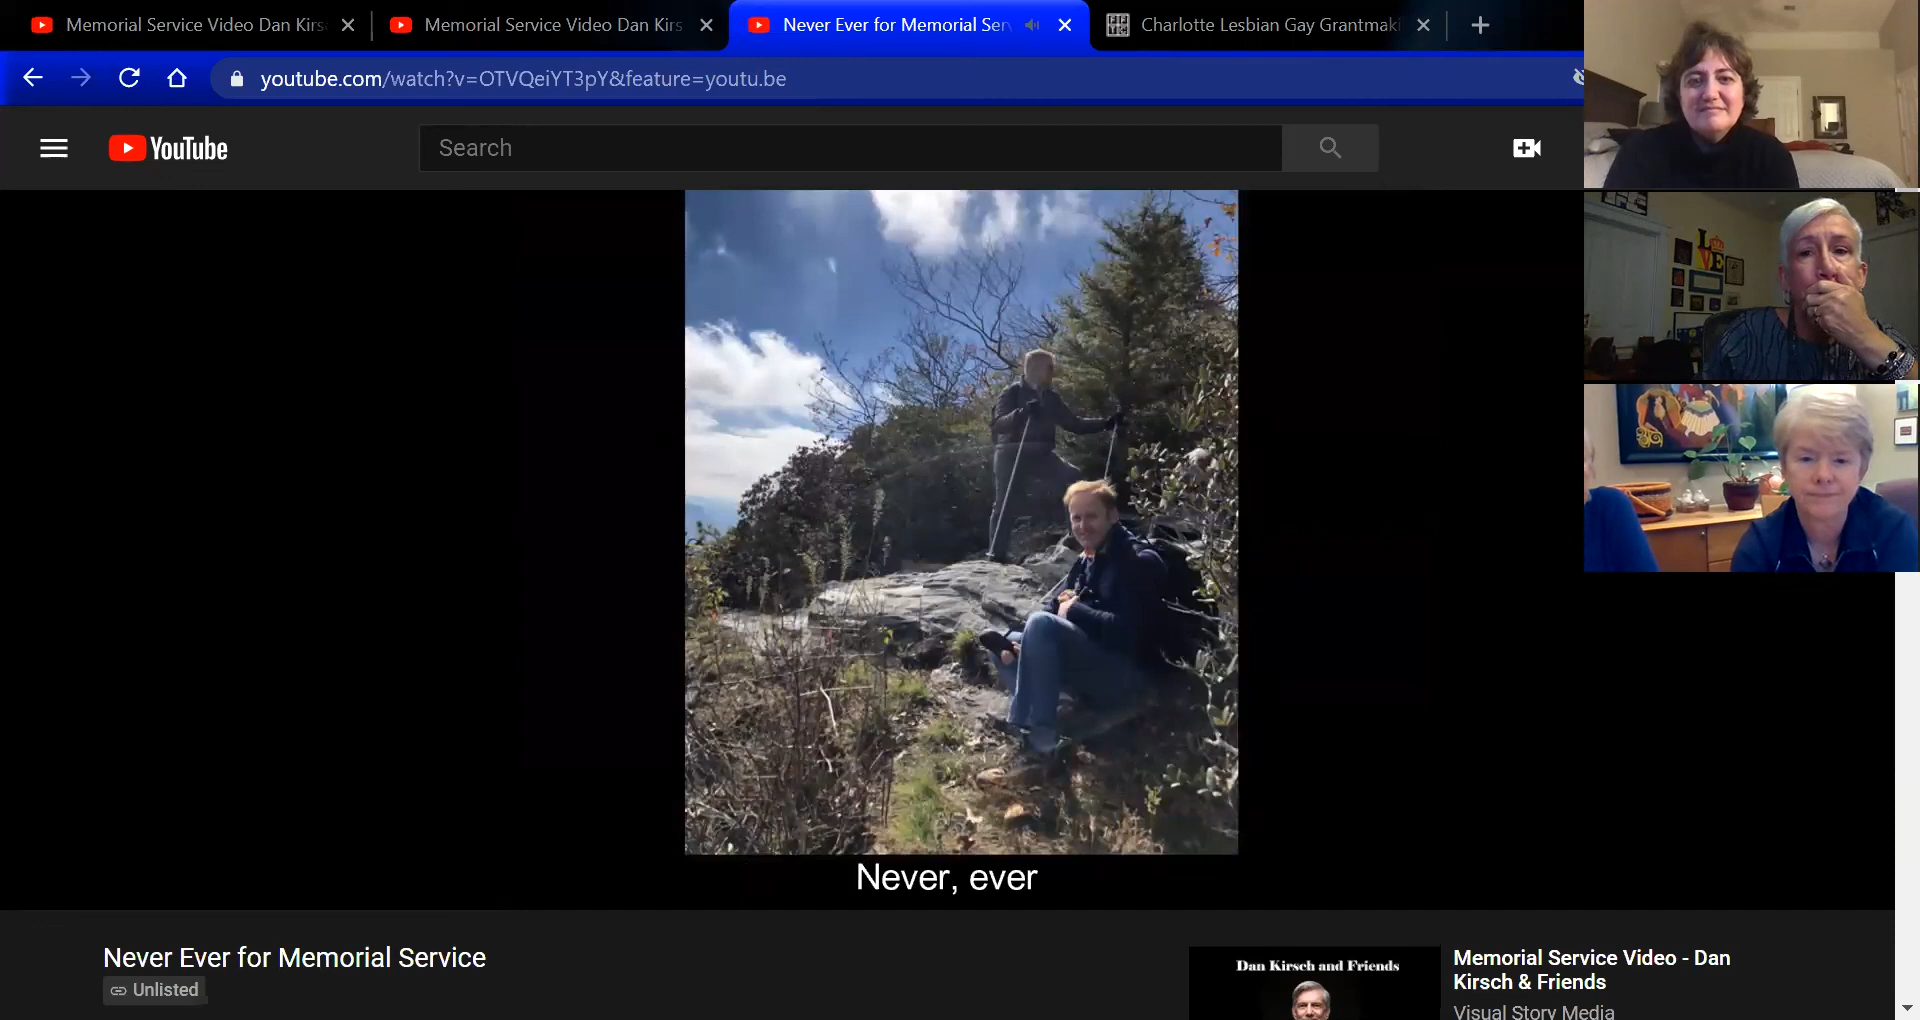 Memorial Service Video Dan Kirs
Memorial Service Video Dan Kirs
Never Ever for Memorial Ser
Charlotte Lesbian Gay Grantmaki
youtube.com/watch?v=OTVQeiYT3pY&feature=youtu.be
YouTube
Search
LOVE
Never, ever
Never Ever for Memorial Service
Unlisted
Dan Kirsch and Friends
Memorial Service Video - Dan
Kirsch & Friends
Visual Story Media